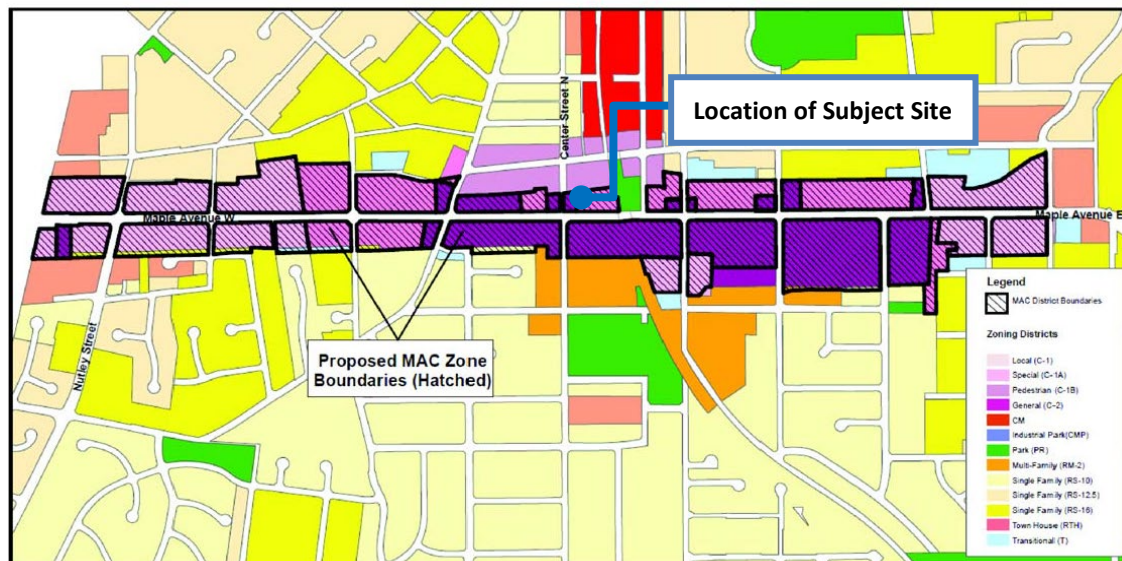 Center Street N
Location of Subject Site
Maple Avenue W
Maple Avenue E
Nutley Street
Proposed MAC Zone
Boundaries (Hatched)
Legend
MAC District Boundaries
Zoning Districts
Local (C-1)
Special (C-1A)
Pedestrian (C-1B)
General (C-2)
CM
Industrial Park(CMP)
Park (PR)
Multi-Family (RM-2)
Single Family (RS-10)
Single Family (RS-12.5)
Single Family (RS-16)
Town House (RTH)
Transitional (T)